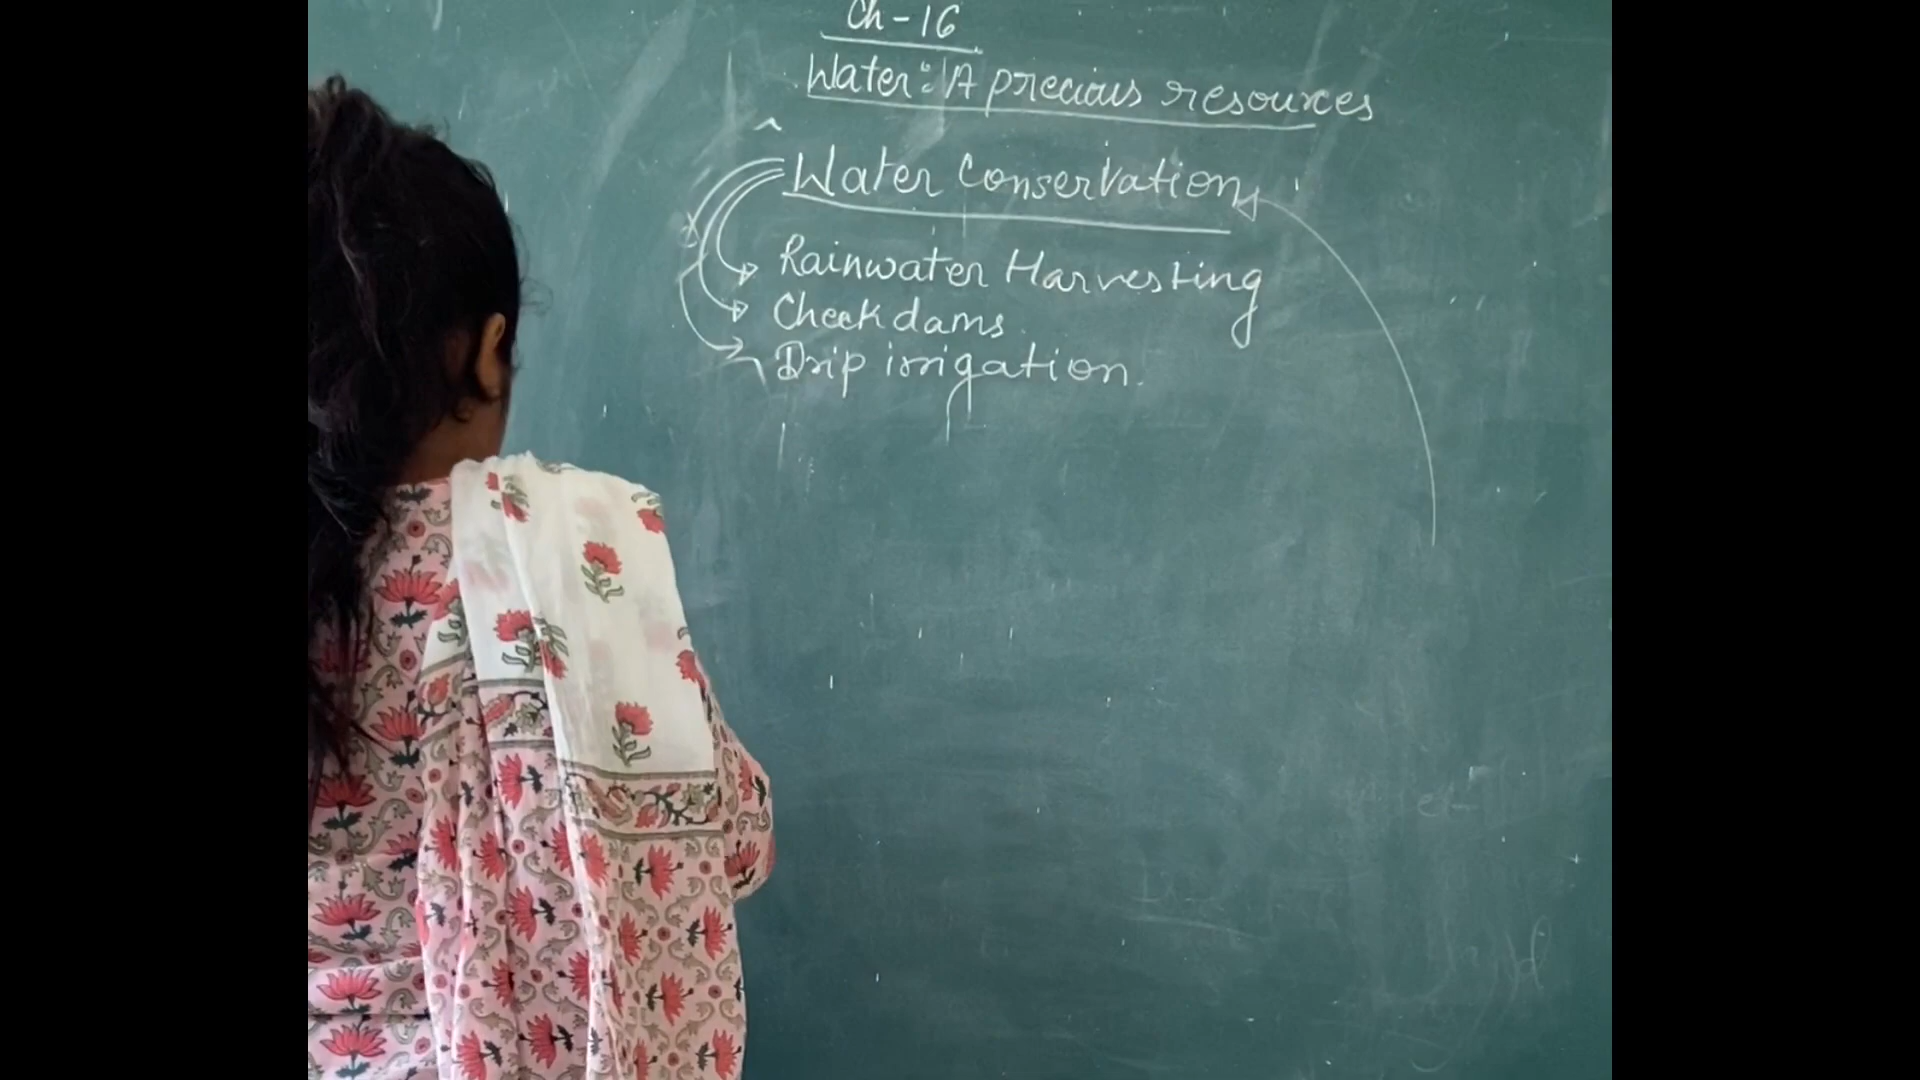 Ch-16
Water: A precious resources
Water Conservation
Rainwater Harvesting
Check dams
Drip irrigation.